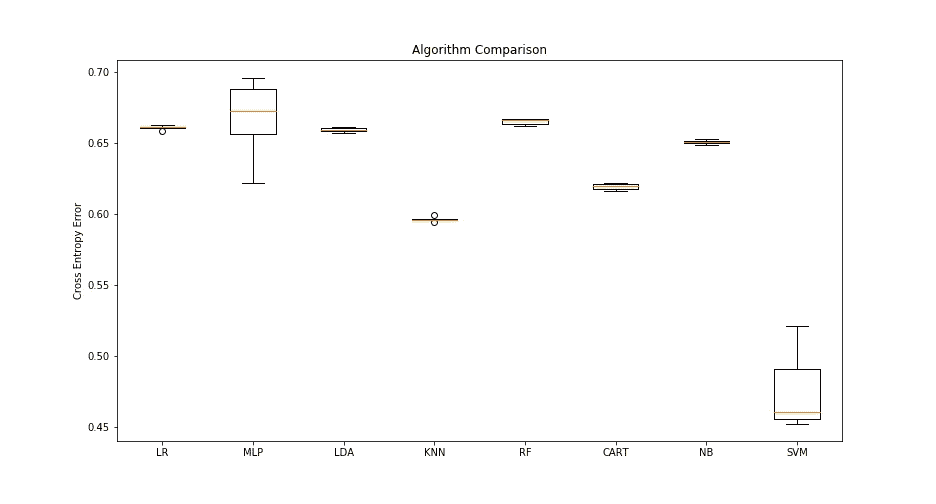 Algorithm Comparison
Cross Entropy Error
0.70
0.65
0.60
0.55
0.50
0.45
LR MLP LDA KNN RF CART NB SVM